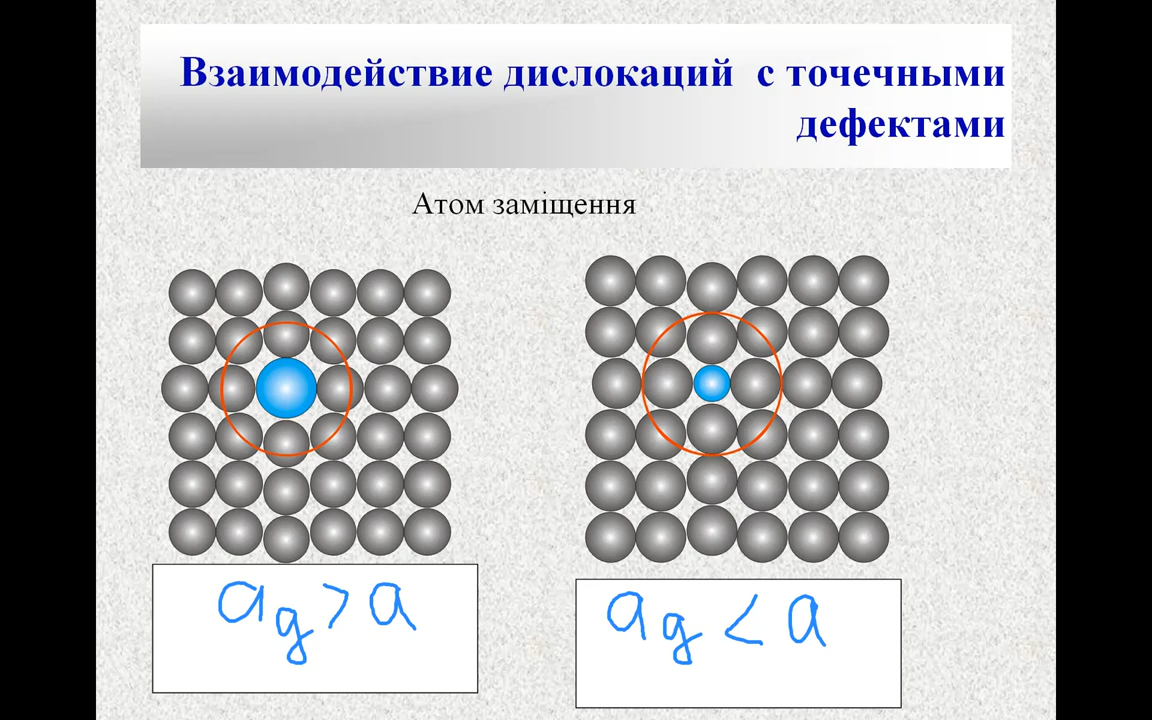 Взаимодействие дислокаций с точечными
дефектами
Атом заміщення
ag > a
ag < a